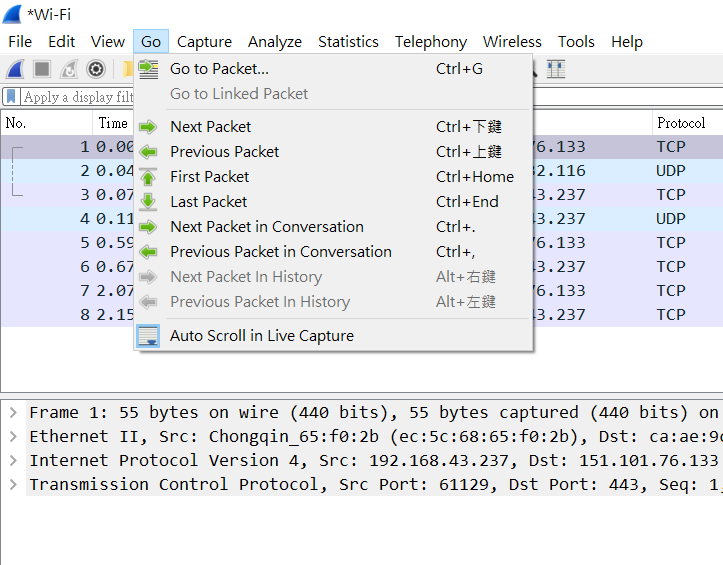 *Wi-Fi
File Edit View Go Capture Analyze Statistics Telephony Wireless Tools Help
Go to Packet... Ctrl+G
Go to Linked Packet
Apply a display filt
Next Packet Ctrl+下鍵
Previous Packet Ctrl+上鍵
First Packet Ctrl+Home
Last Packet Ctrl+End
Next Packet in Conversation Ctrl+.
Previous Packet in Conversation Ctrl+,
Next Packet In History Alt+右鍵
Previous Packet In History Alt+左鍵
Auto Scroll in Live Capture
No. Time Protocol
1 0.00 76.133 TCP
2 0.04 32.116 UDP
3 0.07 43.237 TCP
4 0.11 43.237 UDP
5 0.59 76.133 TCP
6 0.67 43.237 TCP
7 2.07 76.133 TCP
8 2.15 43.237 TCP
Frame 1: 55 bytes on wire (440 bits), 55 bytes captured (440 bits) on
Ethernet II, Src: Chongqin_65:f0:2b (ec:5c:68:65:f0:2b), Dst: ca:ae:9c
Internet Protocol Version 4, Src: 192.168.43.237, Dst: 151.101.76.133
Transmission Control Protocol, Src Port: 61129, Dst Port: 443, Seq: 1,